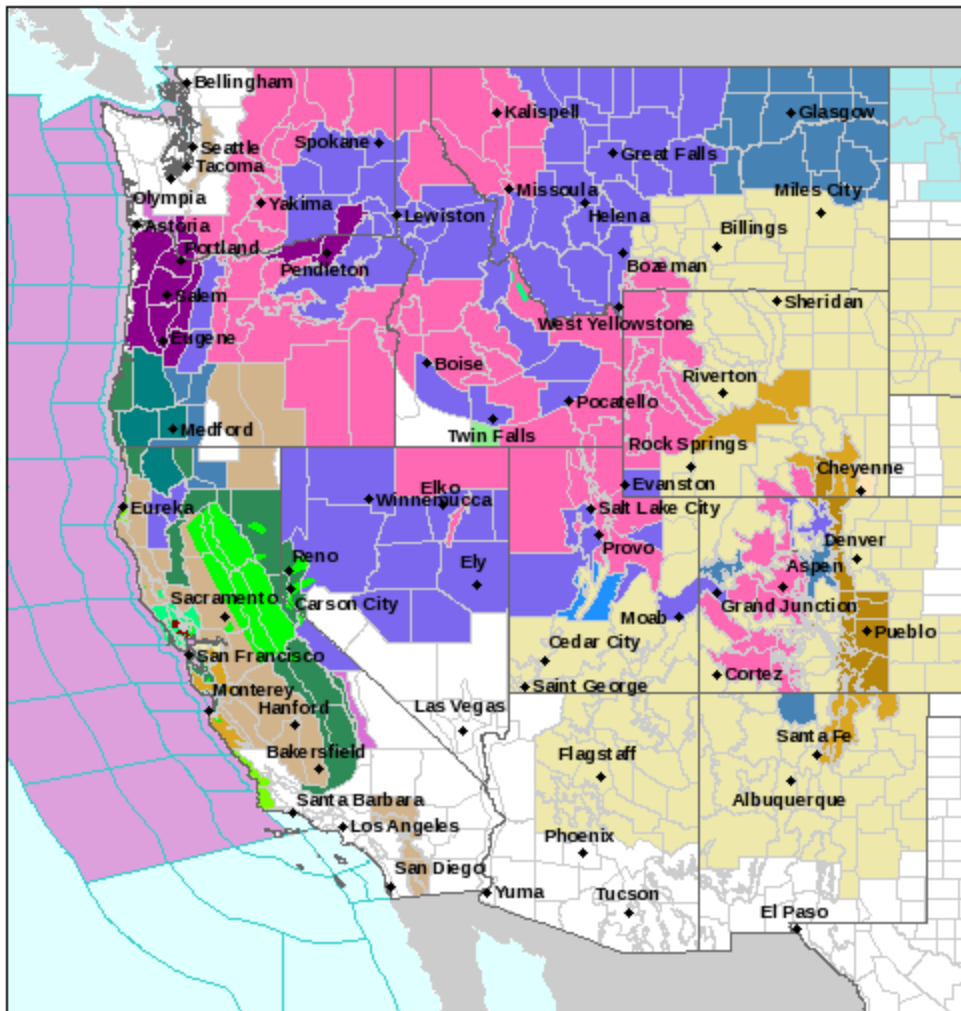 Bellingham
Kalispell
Glasgow
Seattle
Spokane
Great Falls
Tacoma
Missoula
Miles City
Olympia
Yakima
Lewiston
Helena
Astoria
Portland
Billings
Pendleton
Bozeman
Salem
Sheridan
West Yellowstone
Eugene
Boise
Riverton
Pocatello
Medford
Twin Falls
Rock Springs
Cheyenne
Elko
Evanston
Eureka
Winnemucca
Salt Lake City
Provo
Denver
Reno
Ely
Aspen
Sacramento
Carson City
Grand Junction
Moab
Pueblo
Cedar City
San Francisco
Cortez
Monterey
Saint George
Hanford
Las Vegas
Santa Fe
Bakersfield
Flagstaff
Santa Barbara
Albuquerque
Los Angeles
Phoenix
San Diego
Yuma
Tucson
El Paso